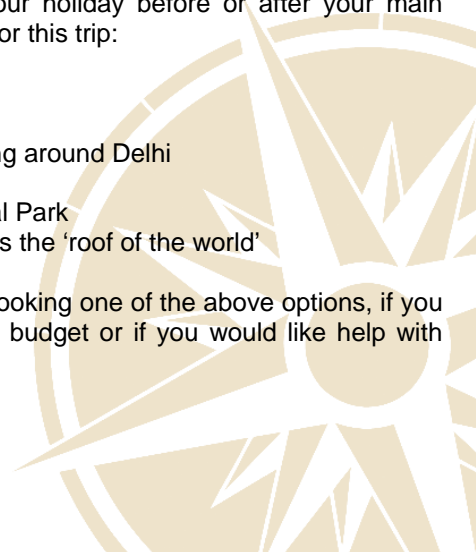 our holiday before or after your main
or this trip:
ng around Delhi
al Park
s the ‘roof of the world’
ooking one of the above options, if you
budget or if you would like help with